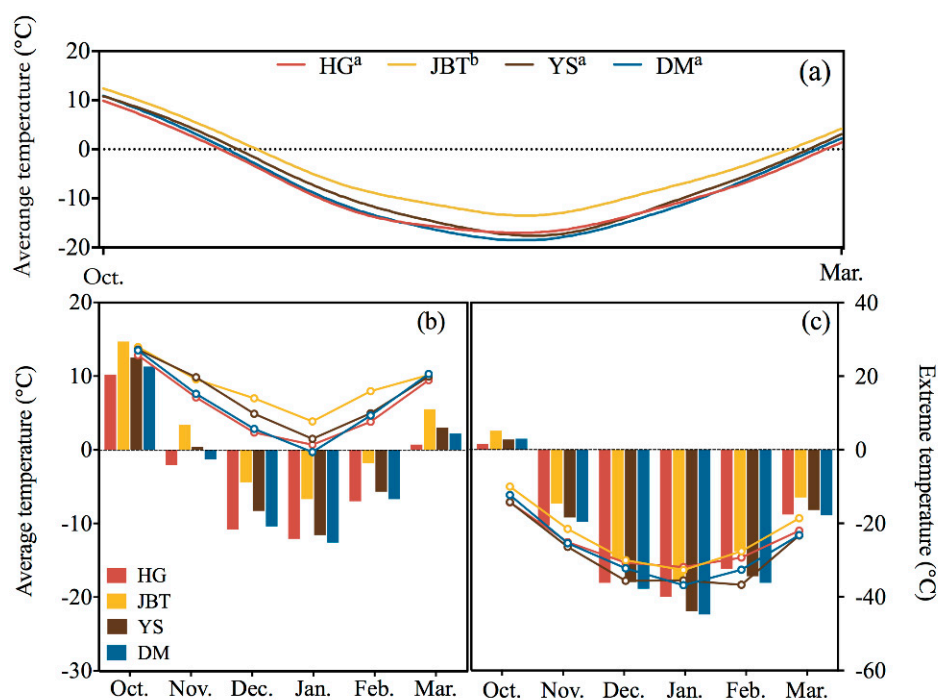 Averange temperature (°C)
20
10
0
-10
-20
HGᵃ JBTᵇ YSᵃ DMᵃ
(a)
Oct. Mar.
Average temperature (°C)
20
10
0
-10
-20
-30
(b)
HG
JBT
YS
DM
Oct. Nov. Dec. Jan. Feb. Mar.
(c)
Oct. Nov. Dec. Jan. Feb. Mar.
40
20
0
-20
-40
-60
Extreme temperature (°C)